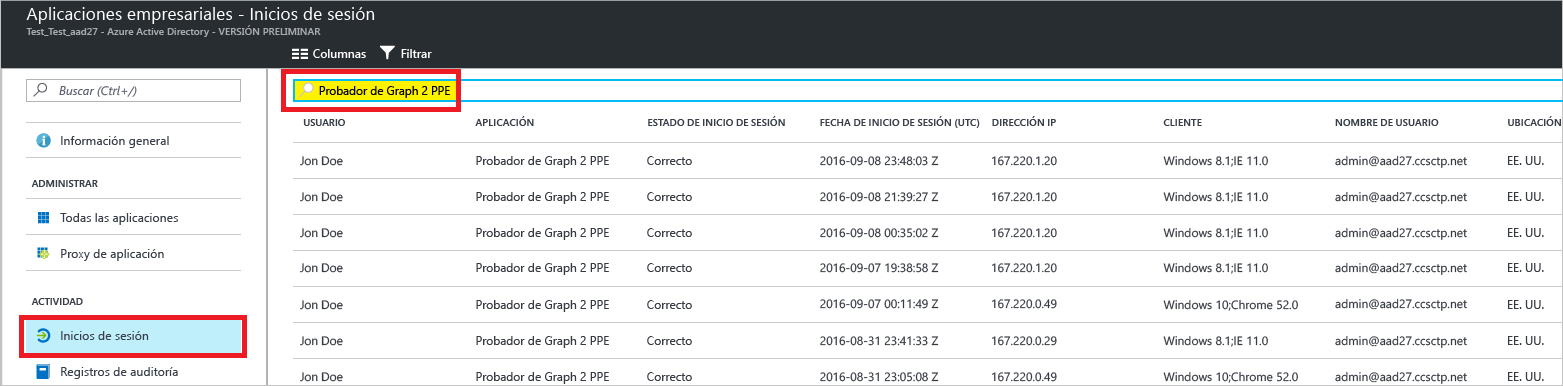 Aplicaciones empresariales - Inicios de sesión
Test_Test_aad27 - Azure Active Directory - VERSIÓN PRELIMINAR
Columnas Filtrar
Buscar (Ctrl+/)
Información general
ADMINISTRAR
Todas las aplicaciones
Proxy de aplicación
ACTIVIDAD
Inicios de sesión
Registros de auditoría
Probador de Graph 2 PPE
USUARIO APLICACIÓN ESTADO DE INICIO DE SESIÓN FECHA DE INICIO DE SESIÓN (UTC) DIRECCIÓN IP CLIENTE NOMBRE DE USUARIO UBICACIÓN
Jon Doe Probador de Graph 2 PPE Correcto 2016-09-08 23:48:03 Z 167.220.1.20 Windows 8.1;IE 11.0 admin@aad27.ccsctp.net EE. UU.
Jon Doe Probador de Graph 2 PPE Correcto 2016-09-08 21:39:27 Z 167.220.1.20 Windows 8.1;IE 11.0 admin@aad27.ccsctp.net EE. UU.
Jon Doe Probador de Graph 2 PPE Correcto 2016-09-08 00:35:02 Z 167.220.1.20 Windows 8.1;IE 11.0 admin@aad27.ccsctp.net EE. UU.
Jon Doe Probador de Graph 2 PPE Correcto 2016-09-07 19:38:58 Z 167.220.1.20 Windows 8.1;IE 11.0 admin@aad27.ccsctp.net EE. UU.
Jon Doe Probador de Graph 2 PPE Correcto 2016-09-07 00:11:49 Z 167.220.0.49 Windows 10;Chrome 52.0 admin@aad27.ccsctp.net EE. UU.
Jon Doe Probador de Graph 2 PPE Correcto 2016-08-31 23:41:33 Z 167.220.0.29 Windows 8.1;IE 11.0 admin@aad27.ccsctp.net EE. UU.
Jon Doe Probador de Graph 2 PPE Correcto 2016-08-31 23:05:08 Z 167.220.0.49 Windows 10;Chrome 52.0 admin@aad27.ccsctp.net EE. UU.